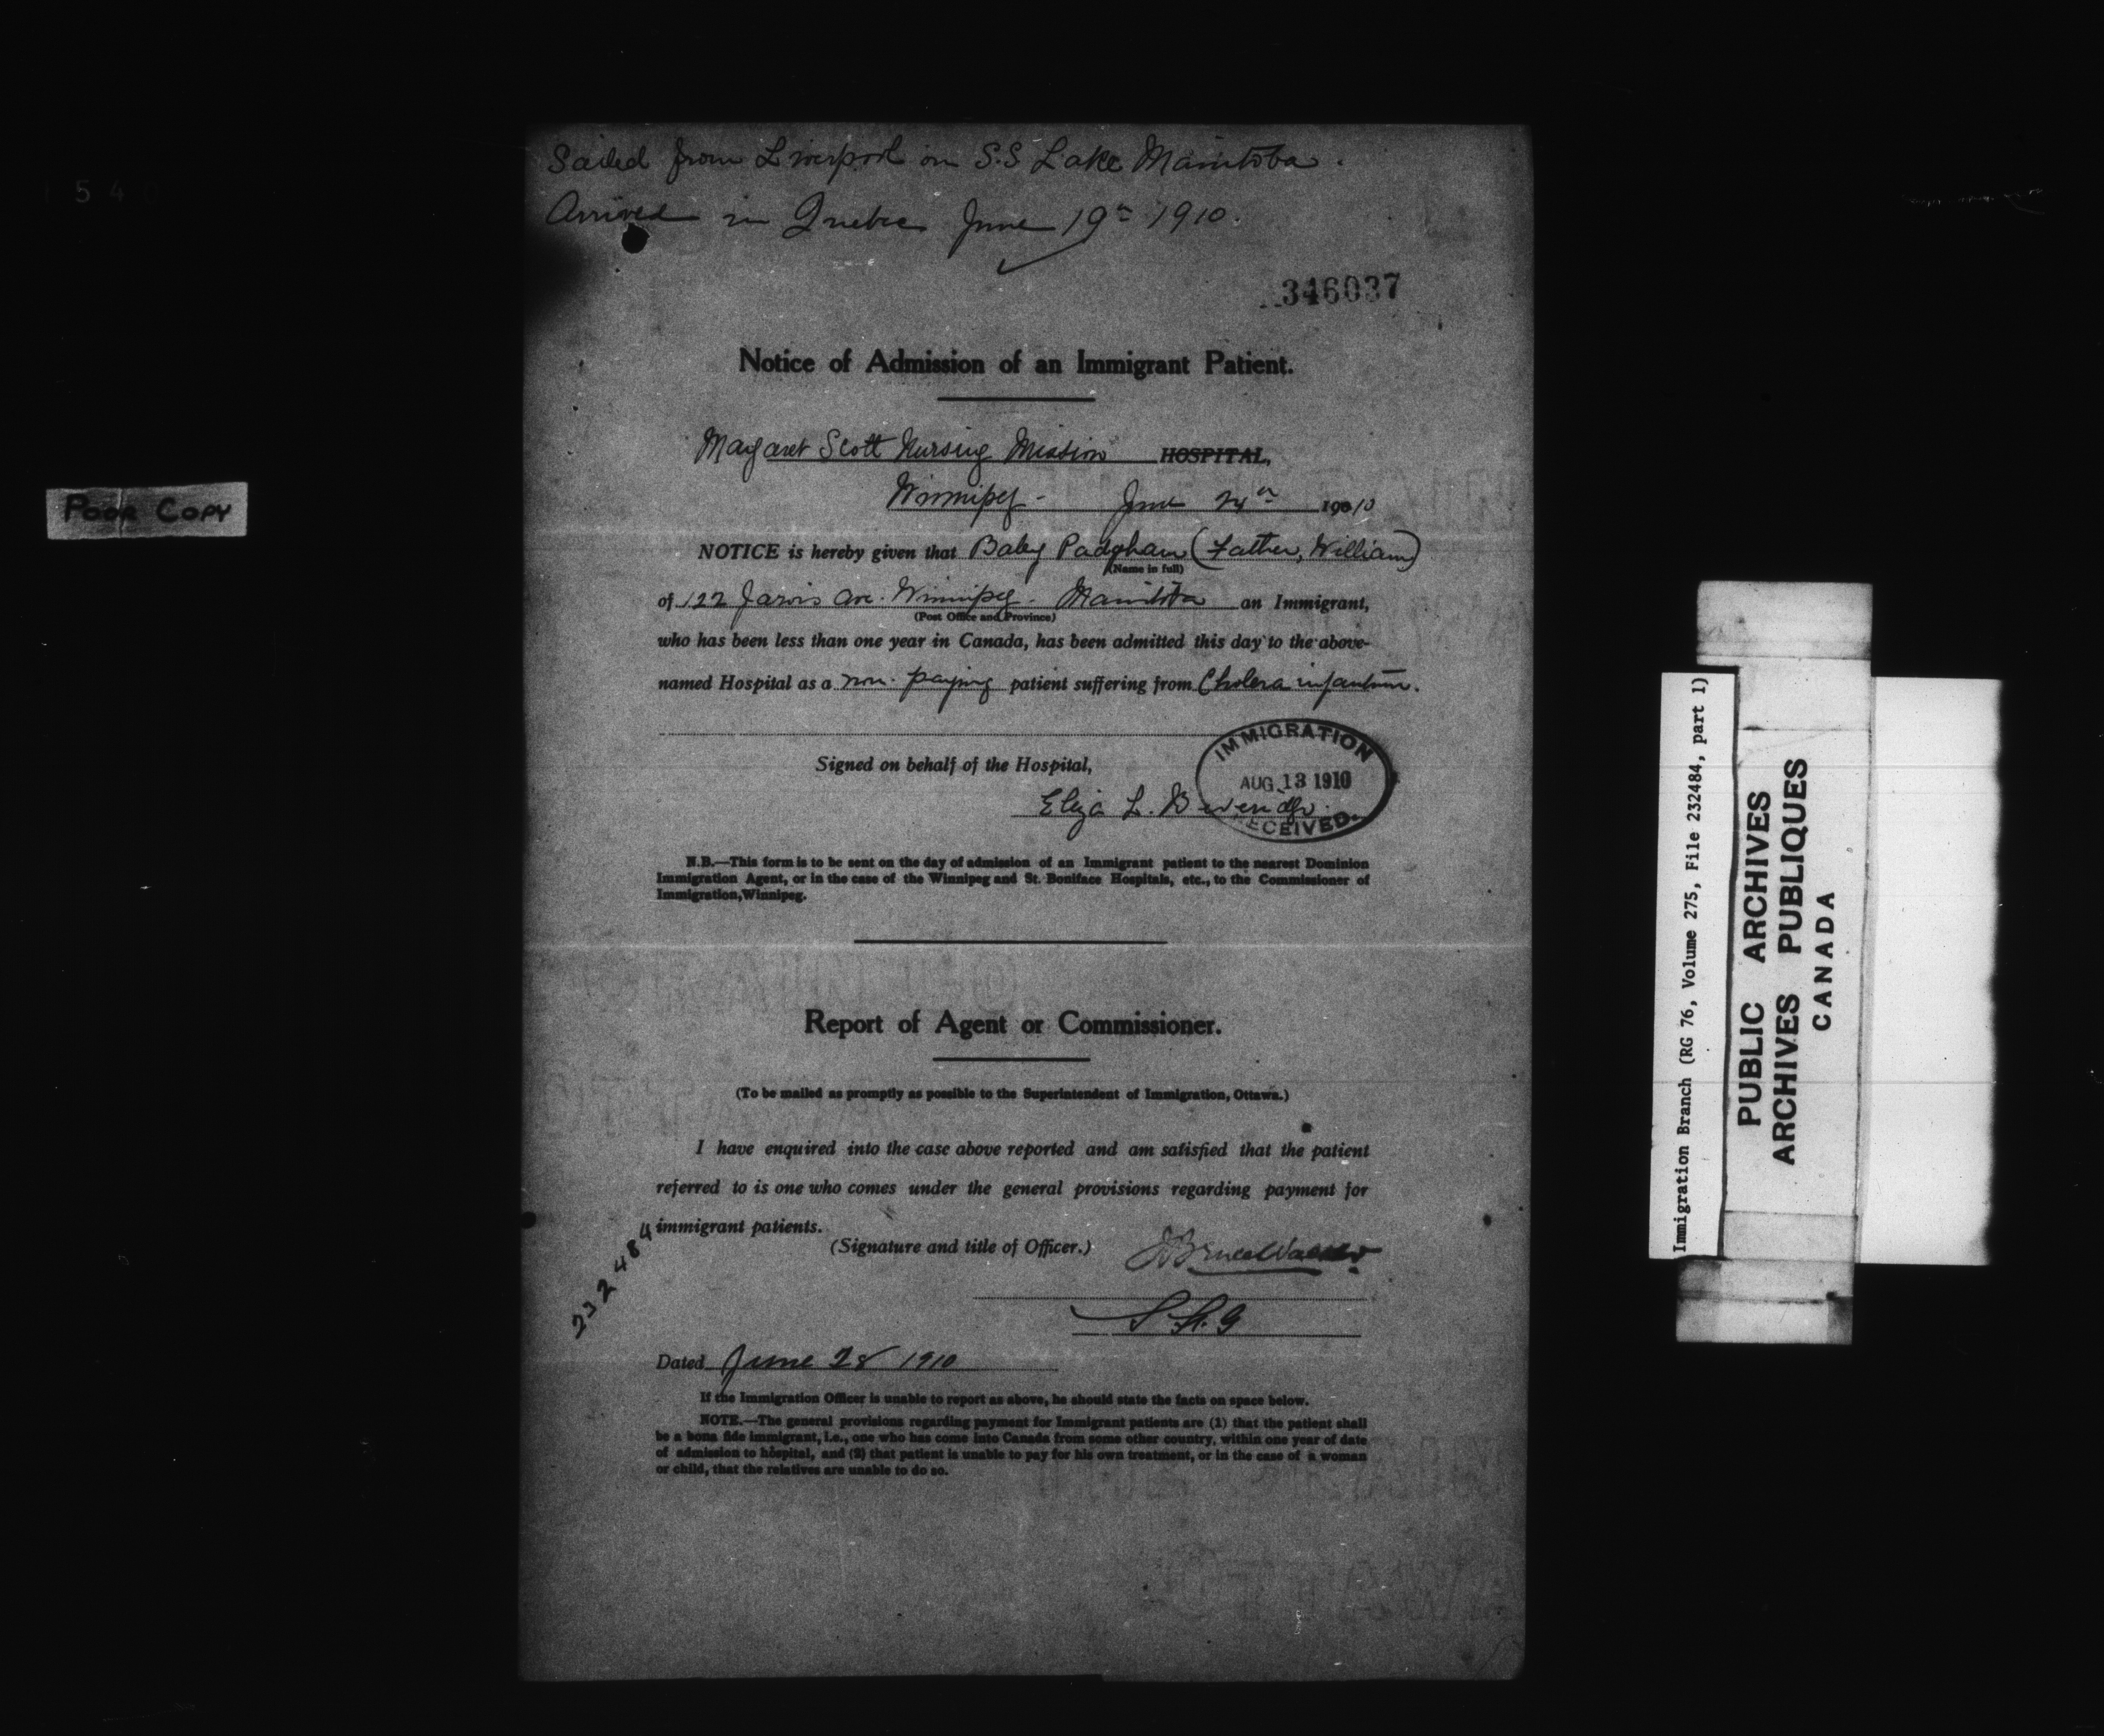 Sailed from Liverpool on S.S Lake Manitoba.
Arrived in Quebec June 19th 1910.
346037
Notice of Admission of an Immigrant Patient.
Margaret Scott Nursing Mission HOSPITAL,
Winnipeg - June 24th 1910
NOTICE is hereby given that Baby Padgham (Father, William)
(Name in full)
of 122 Jarvis Ave. Winnipeg. Manitoba an Immigrant,
(Post Office and Province)
who has been less than one year in Canada, has been admitted this day to the above-
named Hospital as a non-paying patient suffering from Cholera infantum.
IMMIGRATION
AUG 13 1910
RECEIVED.
Signed on behalf of the Hospital,
Eliza L.
N.B.—This form is to be sent on the day of admission of an Immigrant patient to the nearest Dominion
Immigration Agent, or in the case of the Winnipeg and St. Boniface Hospitals, etc., to the Commissioner of
Immigration, Winnipeg.
Report of Agent or Commissioner.
(To be mailed as promptly as possible to the Superintendent of Immigration, Ottawa.)
I have enquired into the case above reported and am satisfied that the patient
referred to is one who comes under the general provisions regarding payment for
immigrant patients.
(Signature and title of Officer.) J Bruce Walker
232484
Dated June 28 1910
If the Immigration Officer is unable to report as above, he should state the facts on space below.
NOTE.—The general provisions regarding payment for Immigrant patients are (1) that the patient shall
be a bona fide immigrant, i.e., one who has come into Canada from some other country, within one year of date
of admission to hospital, and (2) that patient is unable to pay for his own treatment, or in the case of a woman
or child, that the relatives are unable to do so.
POOR COPY
Immigration Branch (RG 76, Volume 275, File 232484, part 1)
PUBLIC ARCHIVES
ARCHIVES PUBLIQUES
CANADA